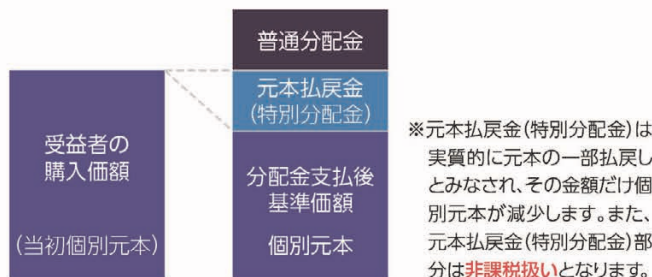 普通分配金
元本払戻金
(特別分配金)
受益者の
購入価額
(当初個別元本)
分配金支払後
基準価額
個別元本
※元本払戻金(特別分配金)は
実質的に元本の一部払戻し
とみなされ、その金額だけ個
別元本が減少します。また、
元本払戻金(特別分配金)部
分は非課税扱いとなります。